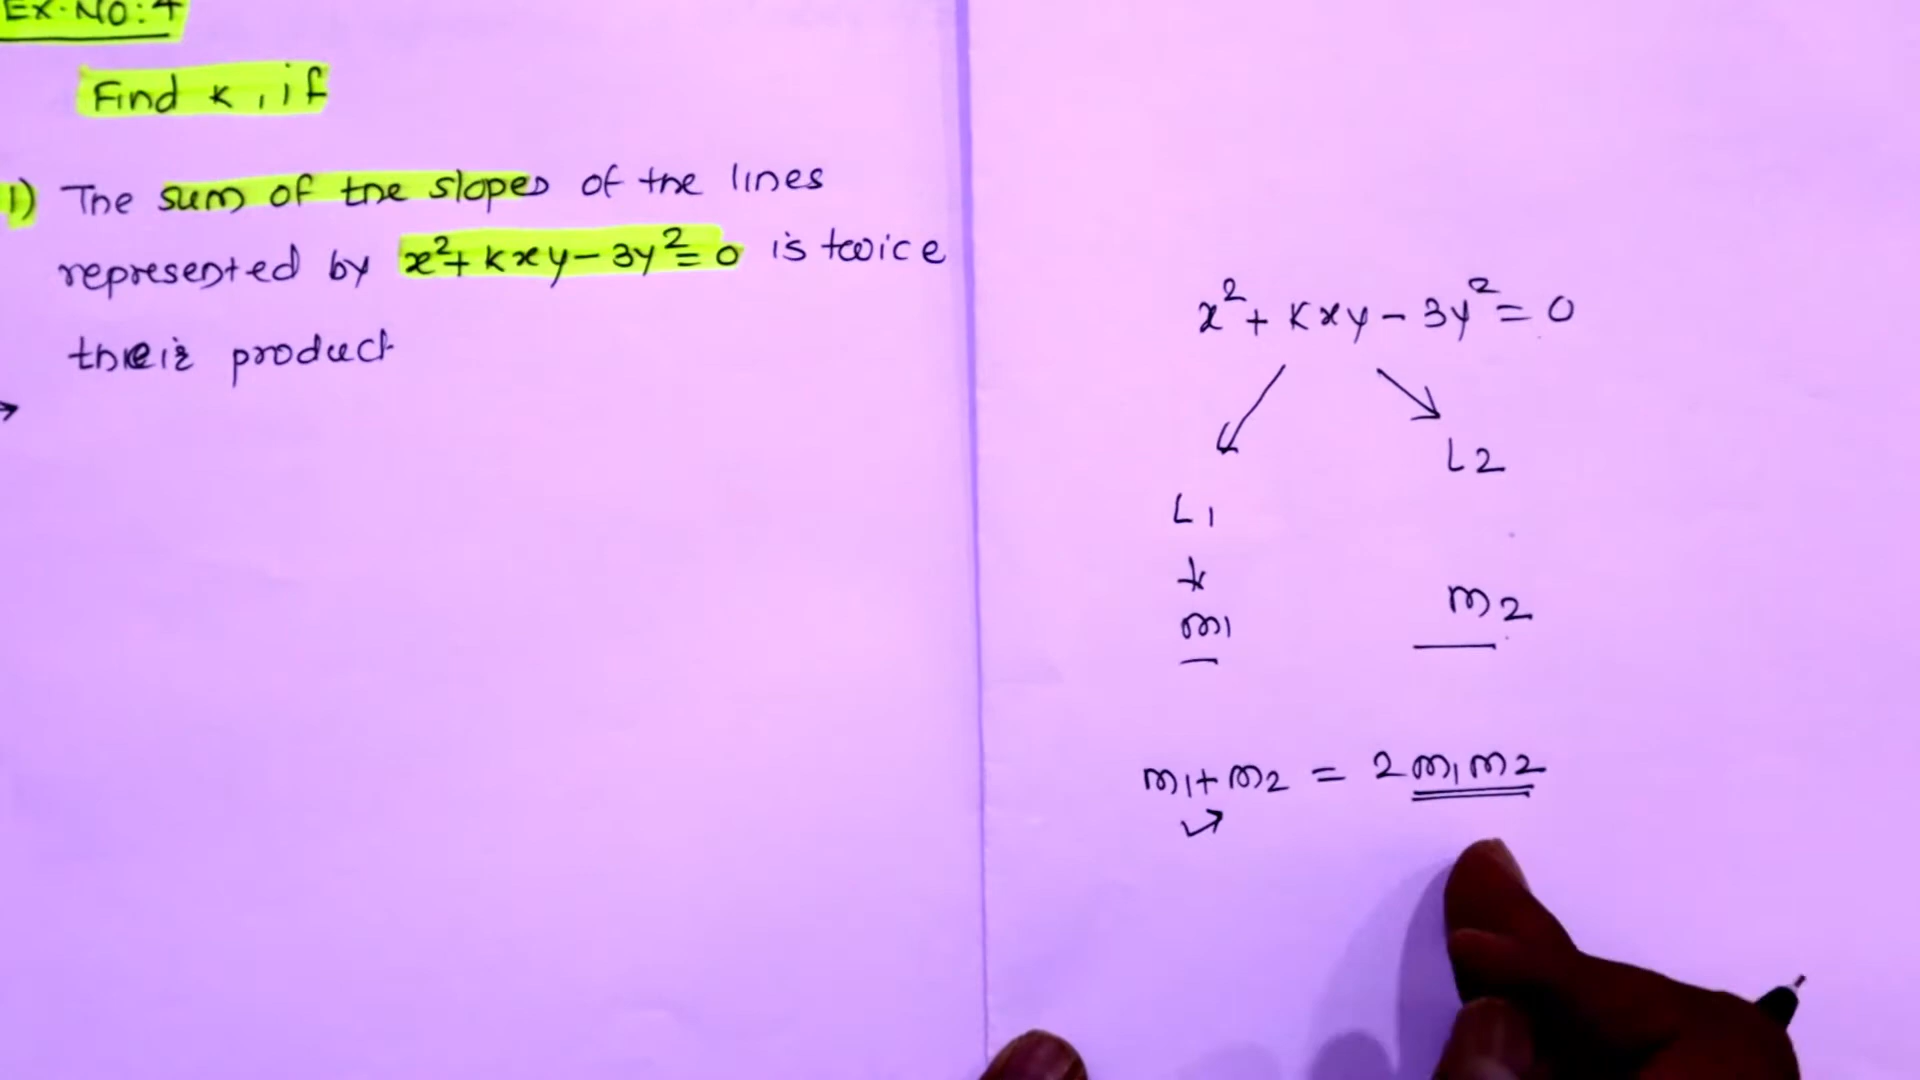 EX. NO: 4
Find k, if
1) The sum of the slopes of the lines
represented by x²+kxy-3y²=0 is twice
their product
→
x²+kxy-3y²=0
L1
L2
m1
m2
m1+m2 = 2m1m2